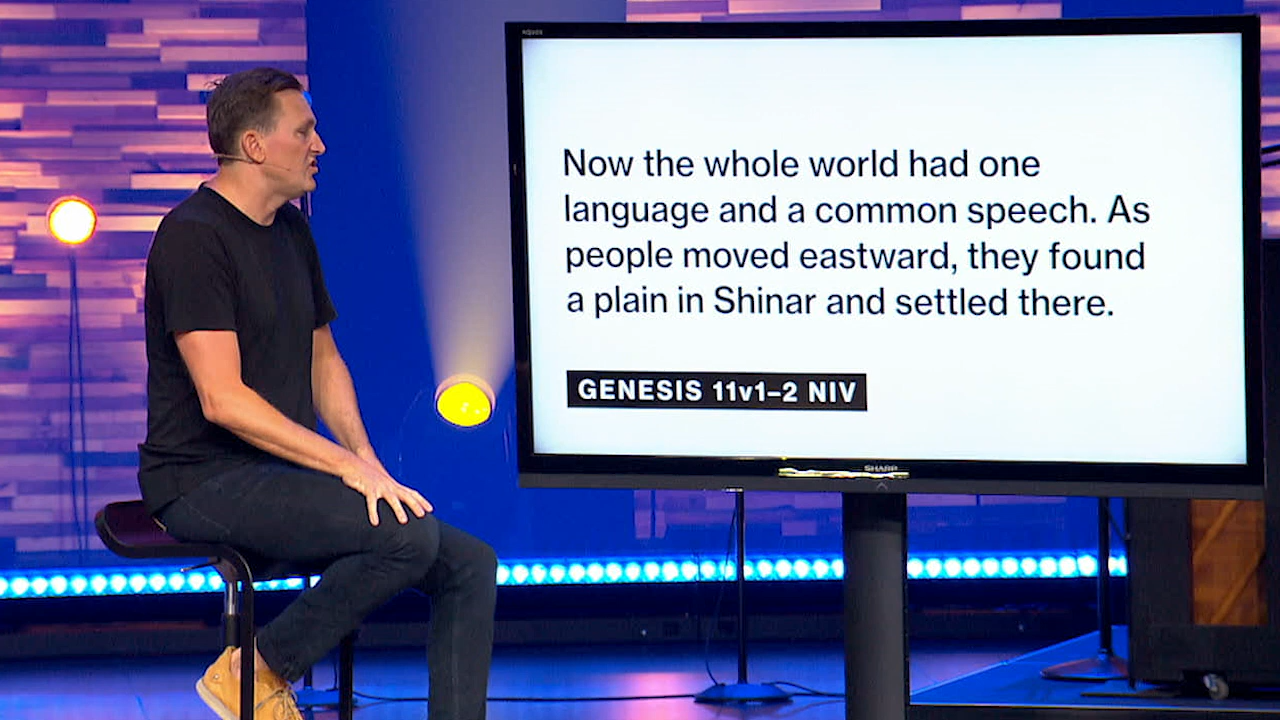 Now the whole world had one
language and a common speech. As
people moved eastward, they found
a plain in Shinar and settled there.
GENESIS 11v1–2 NIV
SHARP